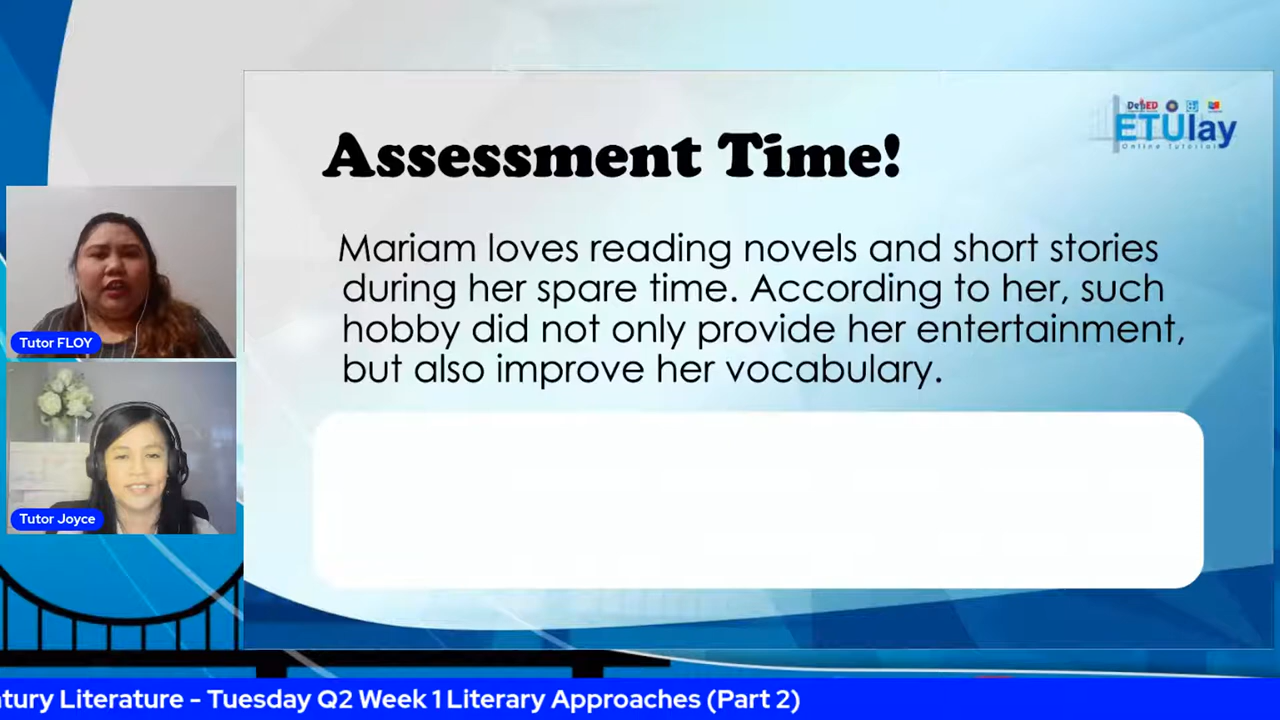 DepED
ETUlay
Online Tutorial
Assessment Time!
Mariam loves reading novels and short stories
during her spare time. According to her, such
hobby did not only provide her entertainment,
but also improve her vocabulary.
Tutor FLOY
Tutor Joyce
tury Literature - Tuesday Q2 Week 1 Literary Approaches (Part 2)